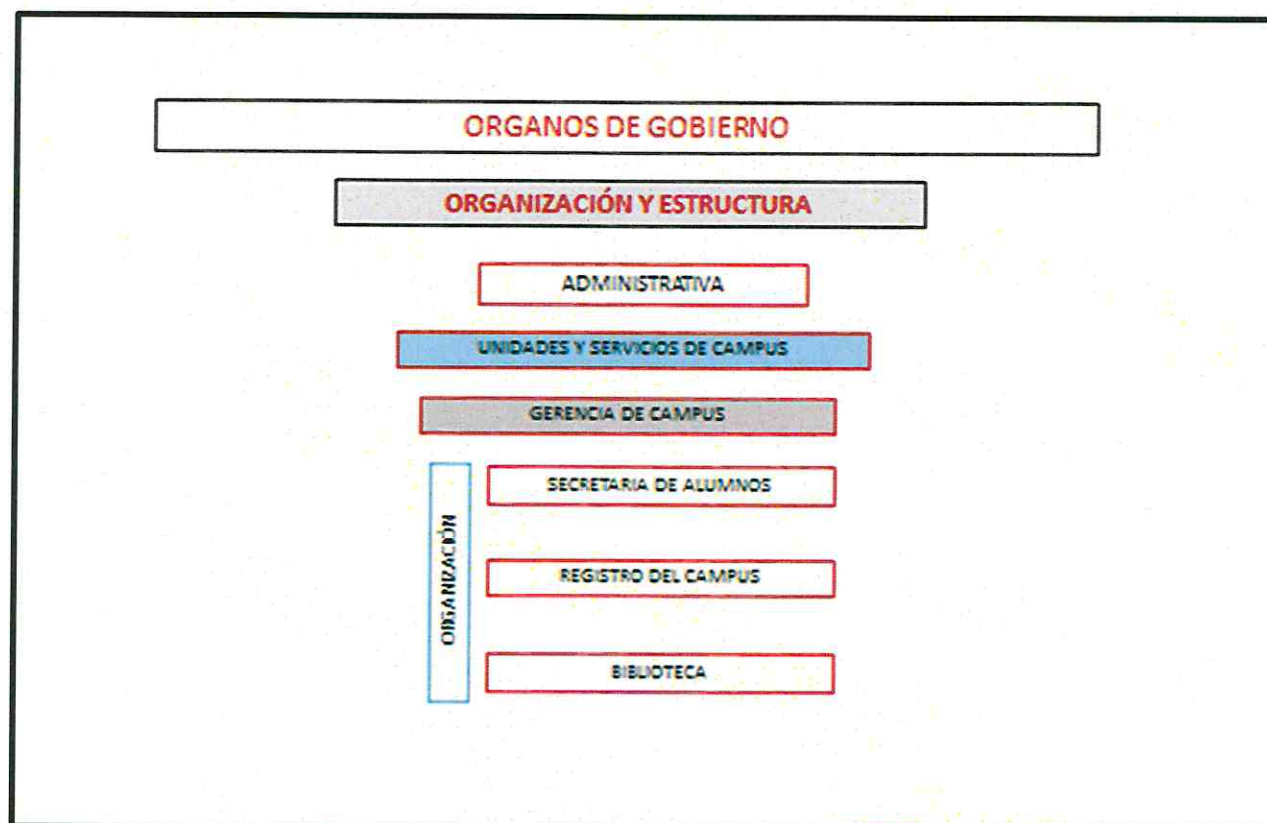 ORGANOS DE GOBIERNO
ORGANIZACIÓN Y ESTRUCTURA
ADMINISTRATIVA
UNIDADES Y SERVICIOS DE CAMPUS
GERENCIA DE CAMPUS
ORGANIZACIÓN
SECRETARIA DE ALUMNOS
REGISTRO DEL CAMPUS
BIBLIOTECA